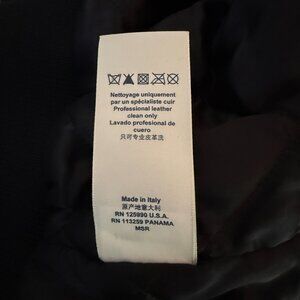 Nettoyage uniquement
par un spécialiste cuir
Professional leather
clean only
Lavado profesional de
cuero
只可专业皮革洗
Made in Italy
原产地意大利
RN 125890 U.S.A.
RN 113259 PANAMA
MSR